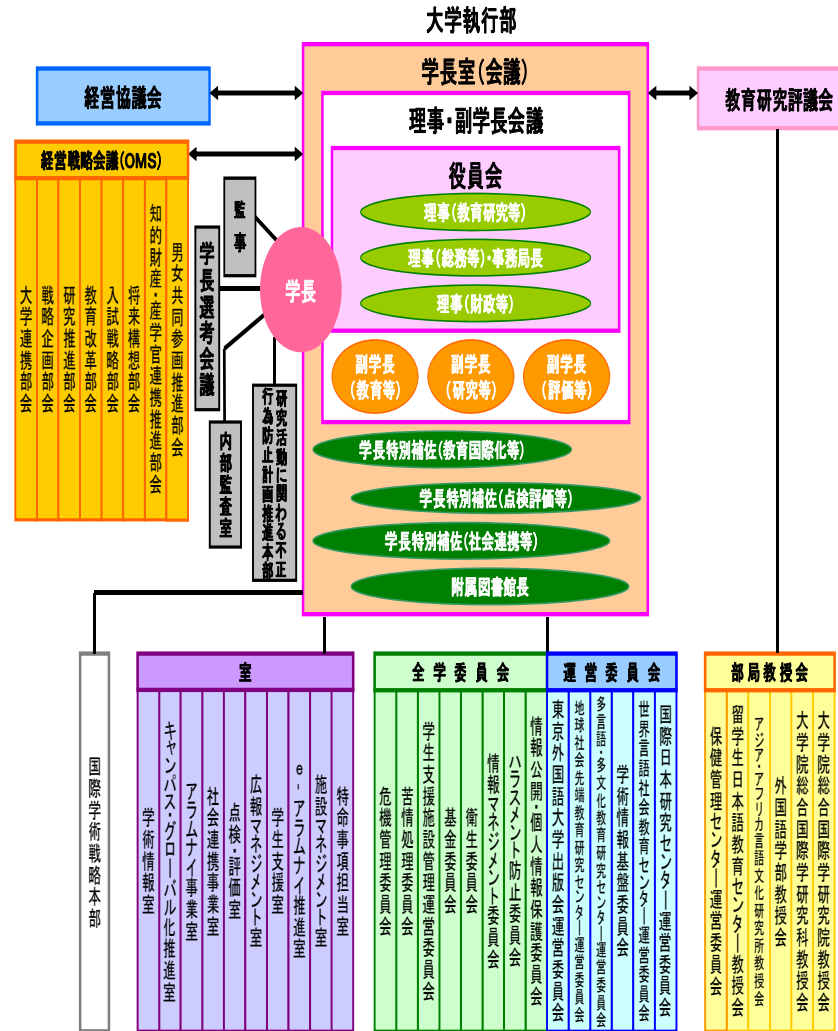 大学執行部
学長室(会議)
経営協議会
教育研究評議会
理事・副学長会議
経営戦略会議(OMS)
役員会
理事(教育研究等)
理事(総務等)・事務局長
理事(財政等)
監事
学長
学長選考会議
内部監査室
研究活動に関わる不正
行為防止計画推進本部
副学長
(教育等)
副学長
(研究等)
副学長
(評価等)
学長特別補佐(教育国際化等)
学長特別補佐(点検評価等)
学長特別補佐(社会連携等)
附属図書館長
男女共同参画推進部会
知的財産・産学官連携推進部会
将来構想部会
入試戦略部会
教育改革部会
研究推進部会
戦略企画部会
大学連携部会
国際学術戦略本部
室
特命事項担当室
施設マネジメント室
e-アラムナイ推進室
学生支援室
広報マネジメント室
点検・評価室
社会連携事業室
アラムナイ事業室
キャンパス・グローバル化推進室
学術情報室
全学委員会
情報公開・個人情報保護委員会
ハラスメント防止委員会
情報マネジメント委員会
衛生委員会
基金委員会
学生支援施設管理運営委員会
苦情処理委員会
危機管理委員会
運営委員会
国際日本研究センター運営委員会
世界言語社会教育センター運営委員会
学術情報基盤委員会
多言語・多文化教育研究センター運営委員会
地球社会先端教育研究センター運営委員会
東京外国語大学出版会運営委員会
部局教授会
大学院総合国際学研究院教授会
大学院総合国際学研究科教授会
外国語学部教授会
アジア・アフリカ言語文化研究所教授会
留学生日本語教育センター教授会
保健管理センター運営委員会